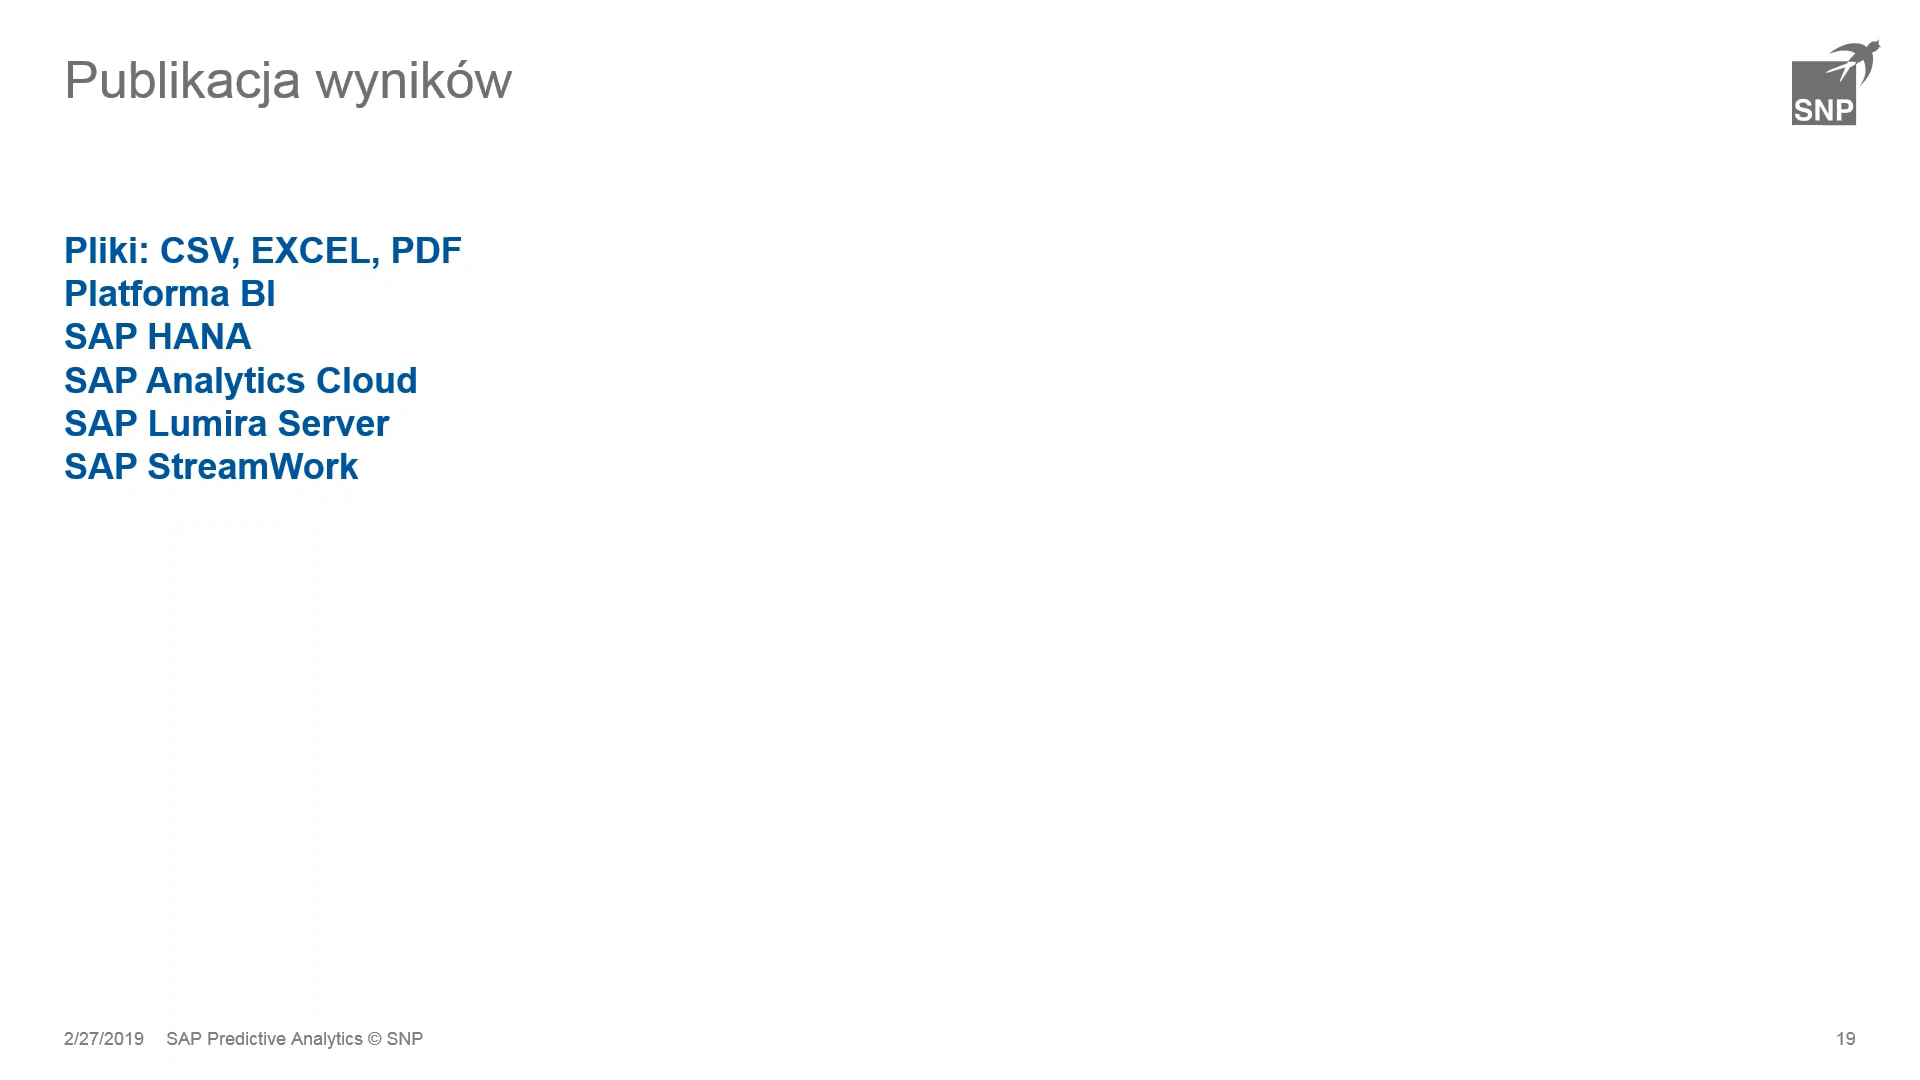 Publikacja wyników
SNP
Pliki: CSV, EXCEL, PDF
Platforma BI
SAP HANA
SAP Analytics Cloud
SAP Lumira Server
SAP StreamWork
2/27/2019 SAP Predictive Analytics © SNP 19